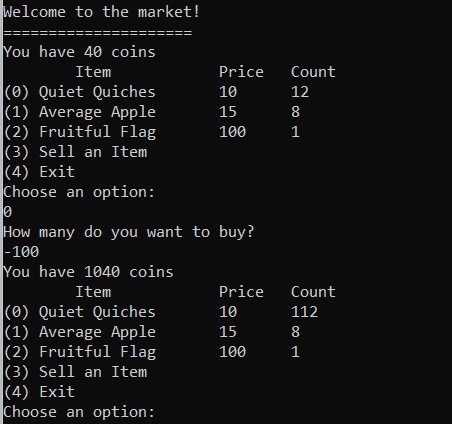 Welcome to the market!
=====================
You have 40 coins
Item Price Count
(0) Quiet Quiches 10 12
(1) Average Apple 15 8
(2) Fruitful Flag 100 1
(3) Sell an Item
(4) Exit
Choose an option:
0
How many do you want to buy?
-100
You have 1040 coins
Item Price Count
(0) Quiet Quiches 10 112
(1) Average Apple 15 8
(2) Fruitful Flag 100 1
(3) Sell an Item
(4) Exit
Choose an option: